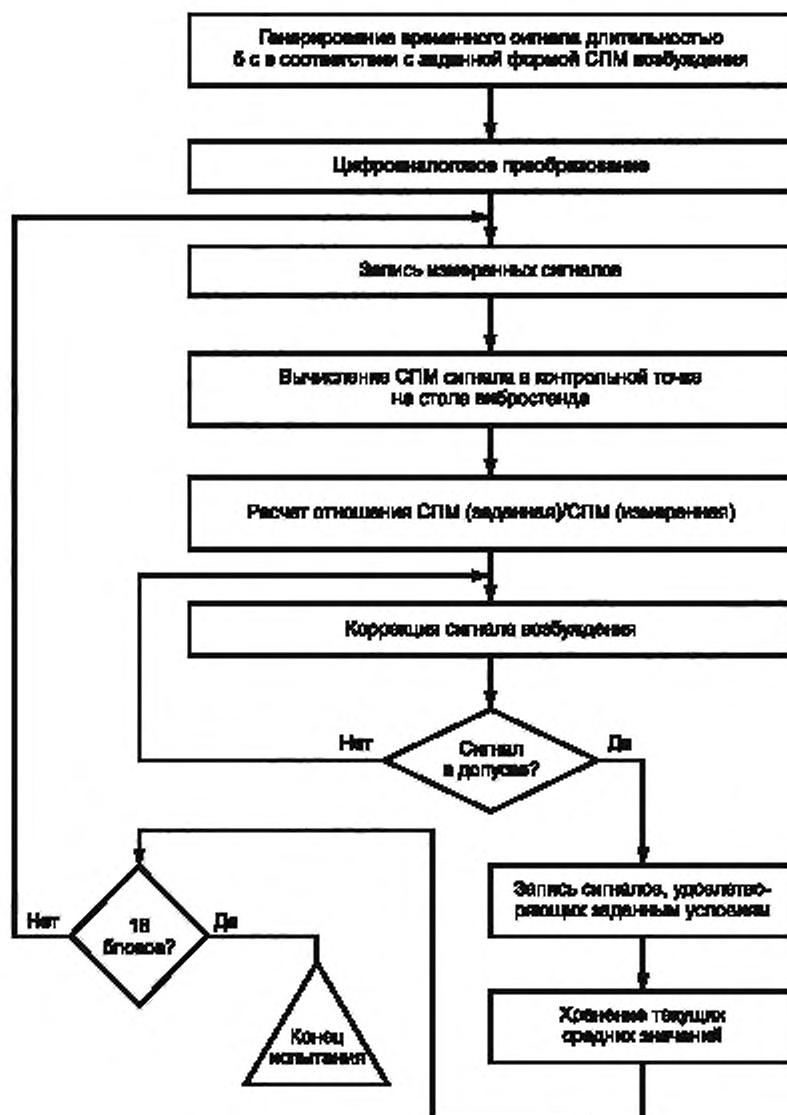 Генерирование временного сигнала длительностью
6 с в соответствии с заданной формой СПМ возбуждения
Цифроаналоговое преобразование
Запись измеренных сигналов
Вычисление СПМ сигнала в контрольной точке
на столе вибростенда
Расчет отношения СПМ (заданная)/СПМ (измеренная)
Коррекция сигнала возбуждения
Нет
Сигнал
в допуске?
Да
Запись сигналов, удовлетво-
ряющих заданным условиям
Нет
блоков?
Да
Хранение текущих
средних значений
Конец
испытания